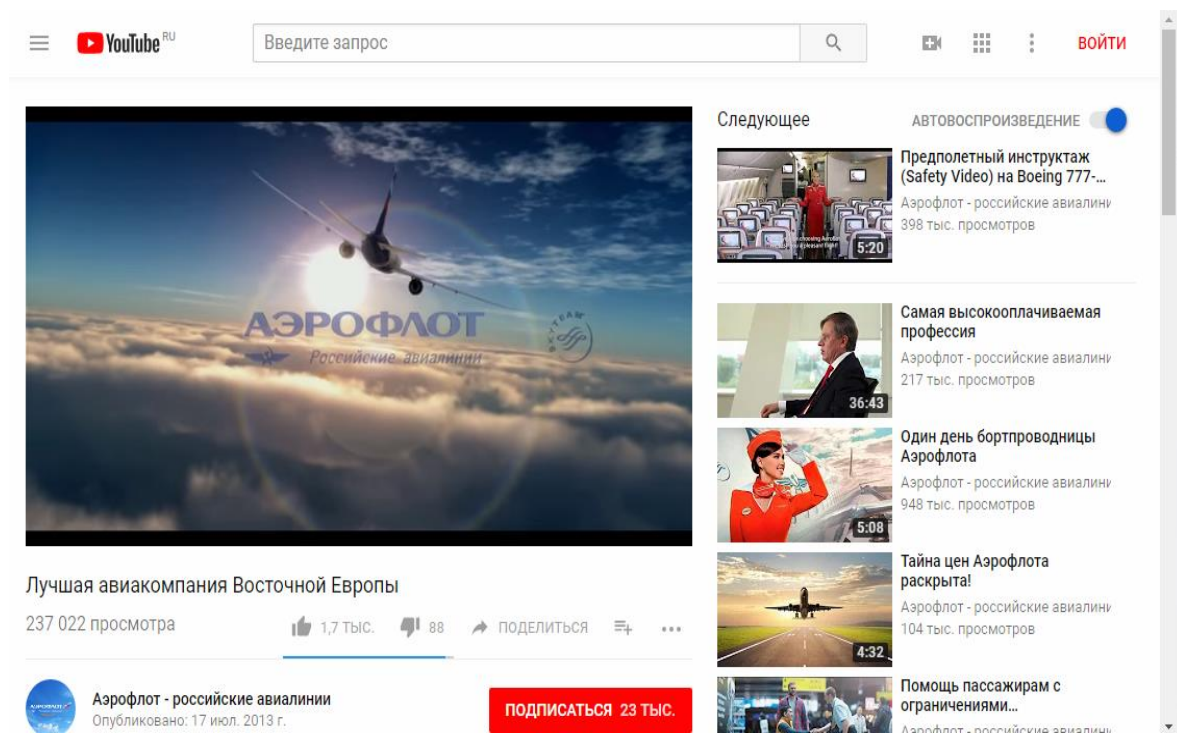 YouTube RU
Введите запрос
ВОЙТИ
АЭРОФЛОТ
Российские авиалинии
SKYTEAM
Лучшая авиакомпания Восточной Европы
237 022 просмотра
1,7 ТЫС.
88
ПОДЕЛИТЬСЯ
Аэрофлот - российские авиалинии
Опубликовано: 17 июл. 2013 г.
ПОДПИСАТЬСЯ 23 ТЫС.
Следующее
АВТОВОСПРОИЗВЕДЕНИЕ
5:20
Предполетный инструктаж
(Safety Video) на Boeing 777-...
Аэрофлот - российские авиалини
398 тыс. просмотров
36:43
Самая высокооплачиваемая
профессия
Аэрофлот - российские авиалини
217 тыс. просмотров
5:08
Один день бортпроводницы
Аэрофлота
Аэрофлот - российские авиалини
948 тыс. просмотров
4:32
Тайна цен Аэрофлота
раскрыта!
Аэрофлот - российские авиалини
104 тыс. просмотров
Помощь пассажирам с
ограничениями...
Аэрофлот - российские авиалини